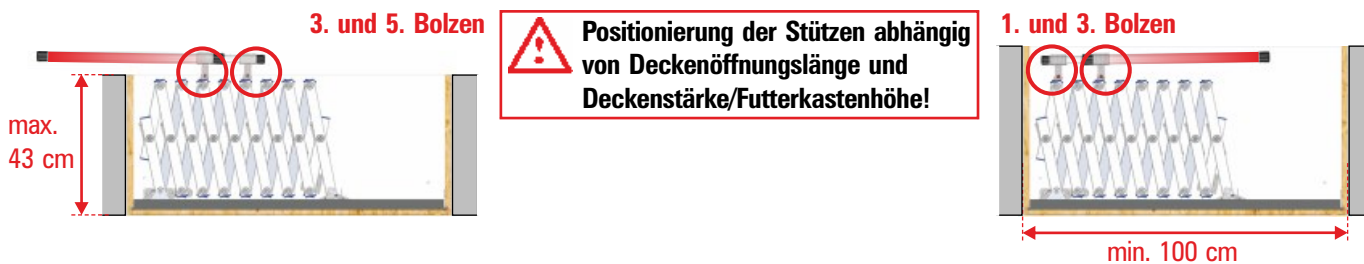 3. und 5. Bolzen
max.
43 cm
Positionierung der Stützen abhängig
von Deckenöffnungslänge und
Deckenstärke/Futterkastenhöhe!
1. und 3. Bolzen
min. 100 cm